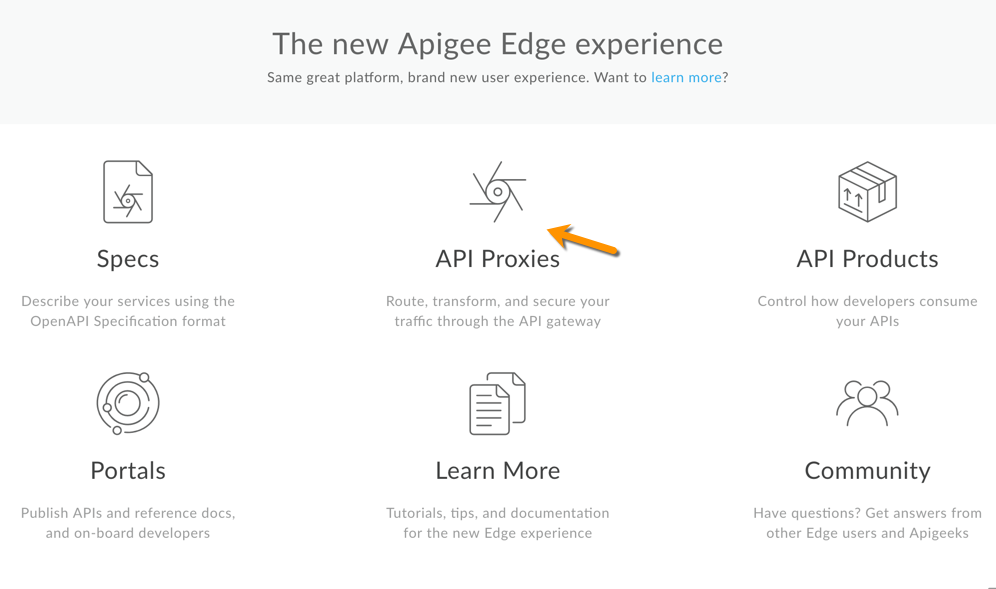 The new Apigee Edge experience
Same great platform, brand new user experience. Want to learn more?
Specs
Describe your services using the
OpenAPI Specification format
API Proxies
Route, transform, and secure your
traffic through the API gateway
API Products
Control how developers consume
your APIs
Portals
Publish APIs and reference docs,
and on-board developers
Learn More
Tutorials, tips, and documentation
for the new Edge experience
Community
Have questions? Get answers from
other Edge users and Apigeeks